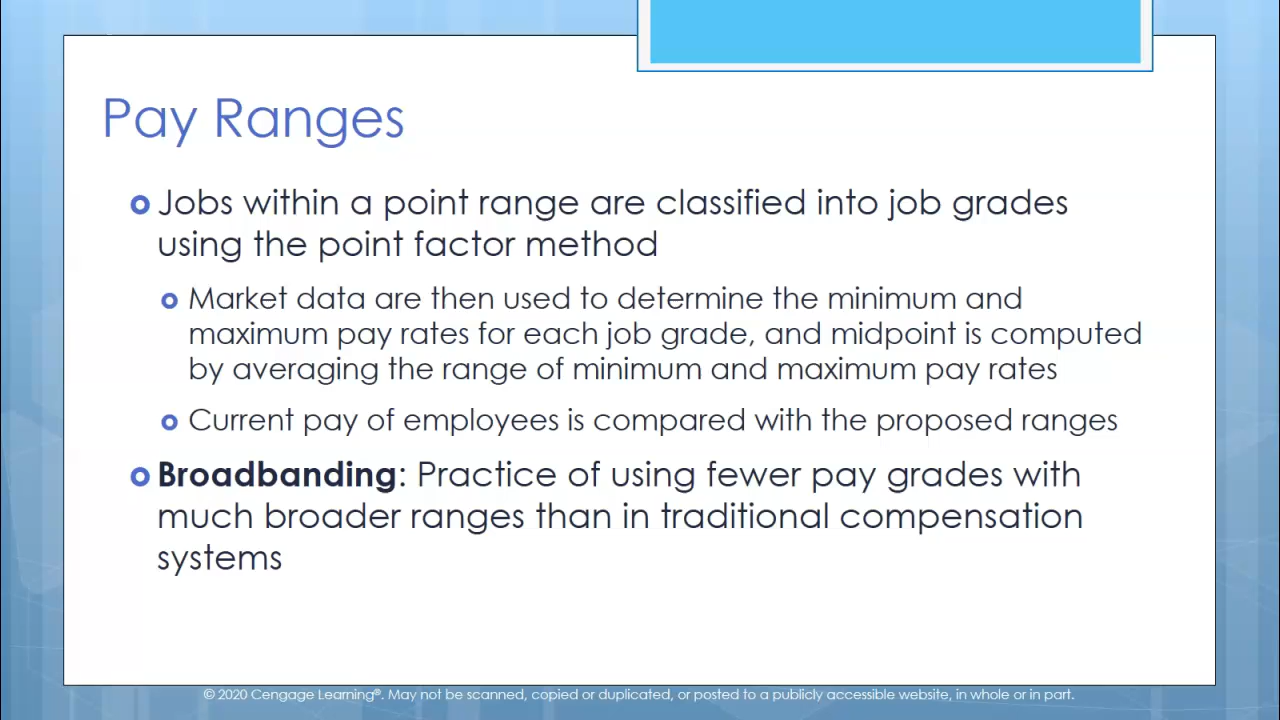 Pay Ranges
Jobs within a point range are classified into job grades
using the point factor method
Market data are then used to determine the minimum and
maximum pay rates for each job grade, and midpoint is computed
by averaging the range of minimum and maximum pay rates
Current pay of employees is compared with the proposed ranges
Broadbanding: Practice of using fewer pay grades with
much broader ranges than in traditional compensation
systems
© 2020 Cengage Learning®. May not be scanned, copied or duplicated, or posted to a publicly accessible website, in whole or in part.